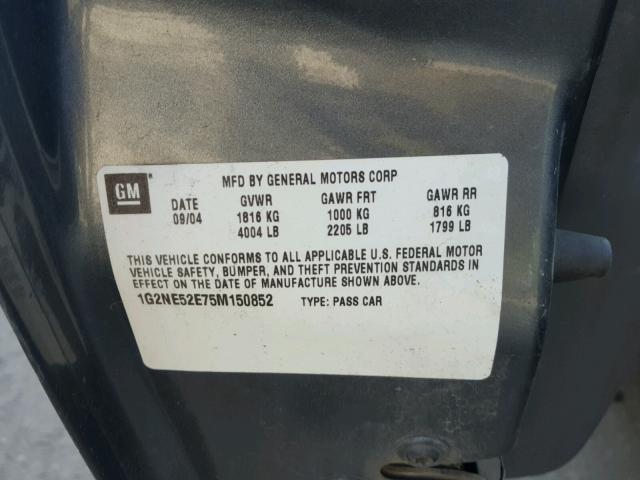 GM
MFD BY GENERAL MOTORS CORP
DATE GVWR GAWR FRT GAWR RR
09/04 1816 KG 1000 KG 816 KG
4004 LB 2205 LB 1799 LB
THIS VEHICLE CONFORMS TO ALL APPLICABLE U.S. FEDERAL MOTOR
VEHICLE SAFETY, BUMPER, AND THEFT PREVENTION STANDARDS IN
EFFECT ON THE DATE OF MANUFACTURE SHOWN ABOVE.
1G2NE52E75M150852 TYPE: PASS CAR